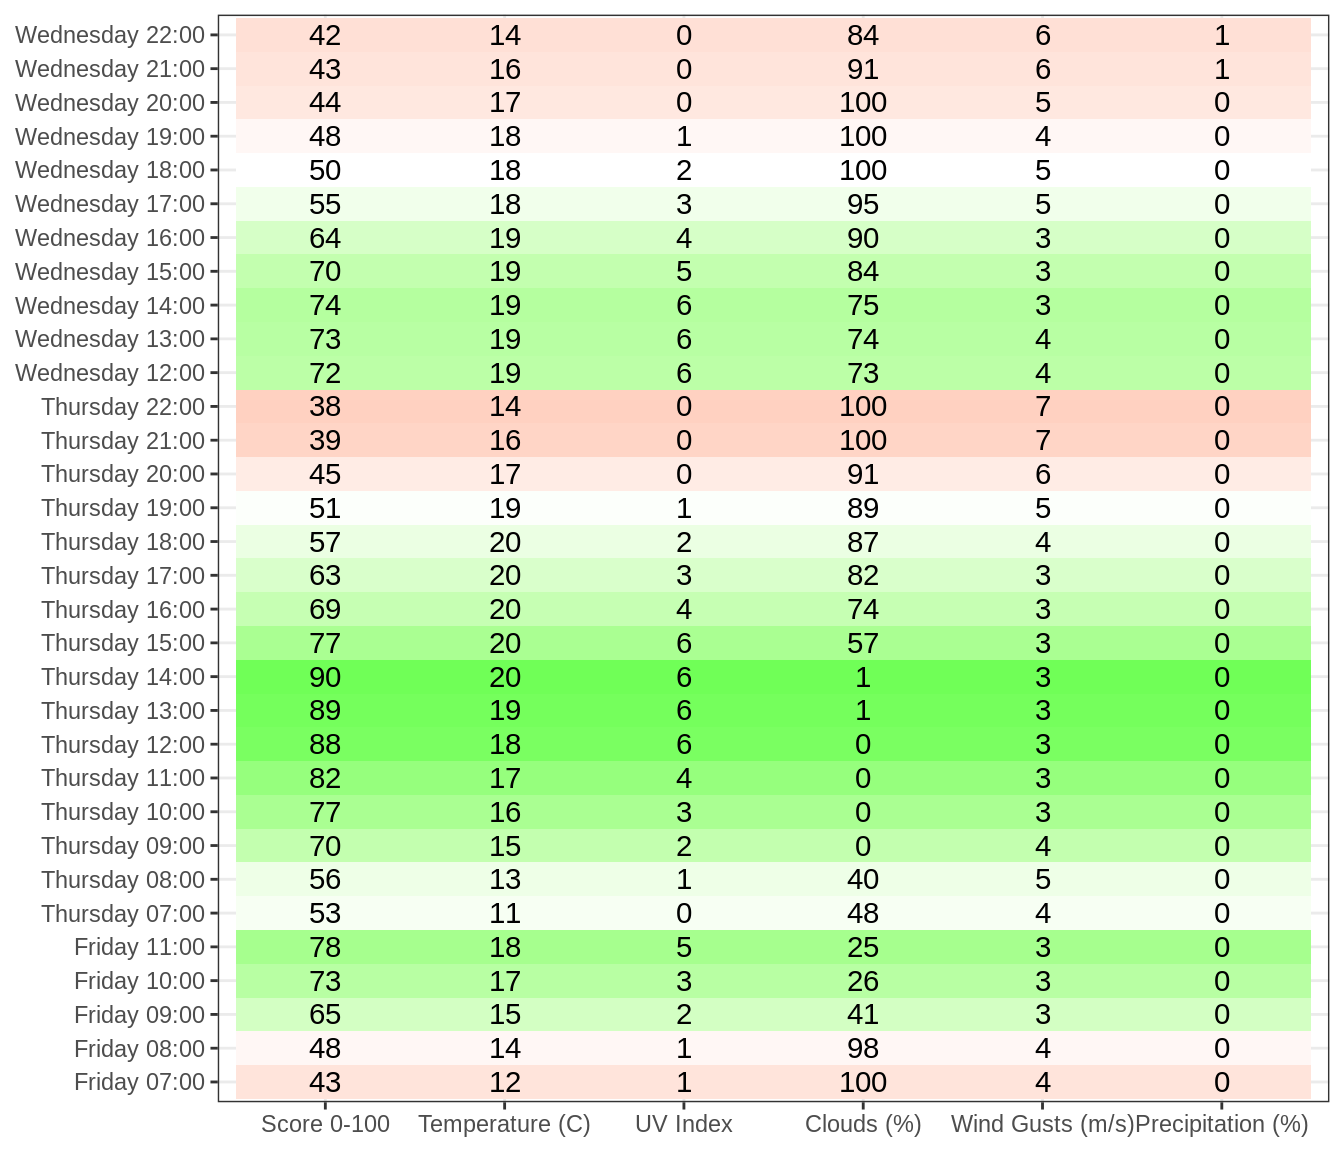 Wednesday 22:00 42 14 0 84 6 1
Wednesday 21:00 43 16 0 91 6 1
Wednesday 20:00 44 17 0 100 5 0
Wednesday 19:00 48 18 1 100 4 0
Wednesday 18:00 50 18 2 100 5 0
Wednesday 17:00 55 18 3 95 5 0
Wednesday 16:00 64 19 4 90 3 0
Wednesday 15:00 70 19 5 84 3 0
Wednesday 14:00 74 19 6 75 3 0
Wednesday 13:00 73 19 6 74 4 0
Wednesday 12:00 72 19 6 73 4 0
Thursday 22:00 38 14 0 100 7 0
Thursday 21:00 39 16 0 100 7 0
Thursday 20:00 45 17 0 91 6 0
Thursday 19:00 51 19 1 89 5 0
Thursday 18:00 57 20 2 87 4 0
Thursday 17:00 63 20 3 82 3 0
Thursday 16:00 69 20 4 74 3 0
Thursday 15:00 77 20 6 57 3 0
Thursday 14:00 90 20 6 1 3 0
Thursday 13:00 89 19 6 1 3 0
Thursday 12:00 88 18 6 0 3 0
Thursday 11:00 82 17 4 0 3 0
Thursday 10:00 77 16 3 0 3 0
Thursday 09:00 70 15 2 0 4 0
Thursday 08:00 56 13 1 40 5 0
Thursday 07:00 53 11 0 48 4 0
Friday 11:00 78 18 5 25 3 0
Friday 10:00 73 17 3 26 3 0
Friday 09:00 65 15 2 41 3 0
Friday 08:00 48 14 1 98 4 0
Friday 07:00 43 12 1 100 4 0
Score 0-100 Temperature (C) UV Index Clouds (%) Wind Gusts (m/s) Precipitation (%)